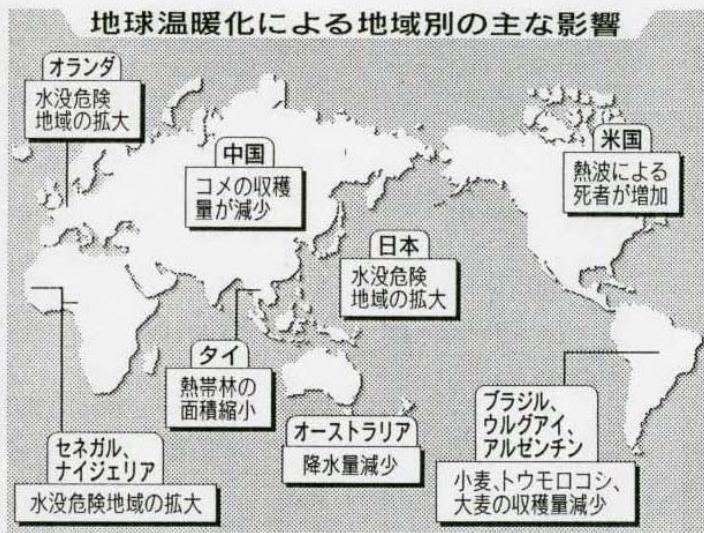 地球温暖化による地域別の主な影響
オランダ
水没危険
地域の拡大
中国
コメの収穫
量が減少
米国
熱波による
死者が増加
日本
水没危険
地域の拡大
タイ
熱帯林の
面積縮小
オーストラリア
降水量減少
セネガル、
ナイジェリア
水没危険地域の拡大
ブラジル、
ウルグアイ、
アルゼンチン
小麦、トウモロコシ、
大麦の収穫量減少